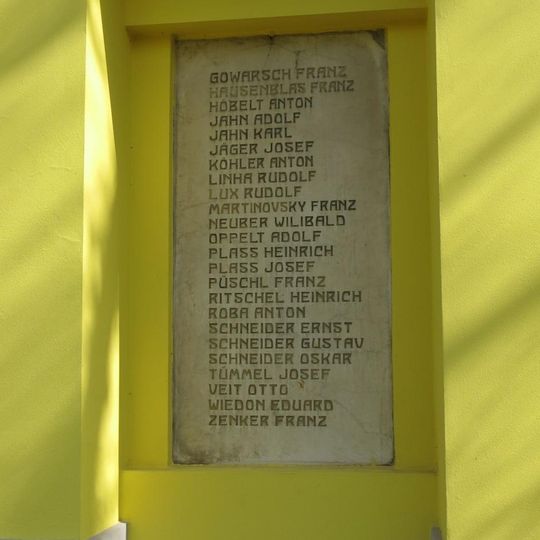 GOWARSCH FRANZ
HAUSENBLAS FRANZ
HÖBELT ANTON
JAHN ADOLF
JAHN KARL
JÄGER JOSEF
KÖHLER ANTON
LINHA RUDOLF
LUX RUDOLF
MARTINOVSKY FRANZ
NEUBER WILIBALD
OPPELT ADOLF
PLASS HEINRICH
PLASS JOSEF
PÜSCHL FRANZ
RITSCHEL HEINRICH
ROBA ANTON
SCHNEIDER ERNST
SCHNEIDER GUSTAV
SCHNEIDER OSKAR
TÜMMEL JOSEF
VEIT OTTO
WIEDON EDUARD
ZENKER FRANZ